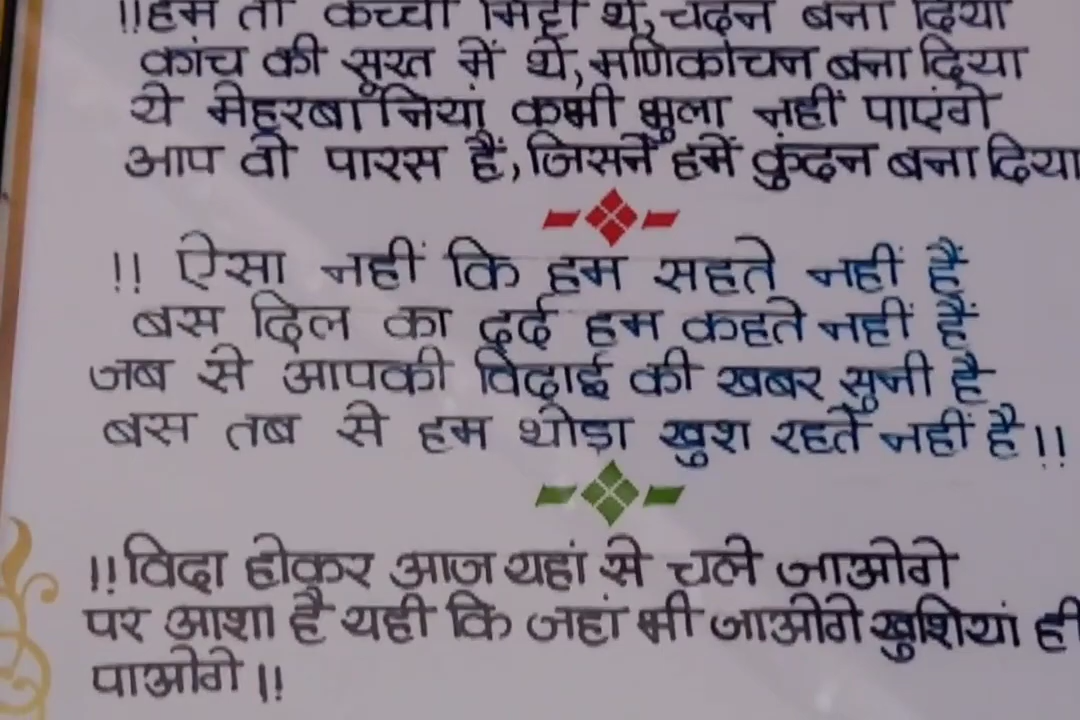 !!हम तो कच्ची मिट्टी थे, चंदन बना दिया
कांच की सूरत में थे, मणिकांचन बना दिया
ये मेहरबानियां कभी भुला नहीं पाएंगे
आप वो पारस हैं, जिसने हमें कुंदन बना दिया
!! ऐसा नहीं कि हम सहते नहीं हैं
बस दिल का दर्द हम कहते नहीं हैं
जब से आपकी विदाई की खबर सुनी है
बस तब से हम थोड़ा खुश रहते नहीं है !!
!!विदा होकर आज यहां से चले जाओगे
पर आशा है यही कि जहां भी जाओगे खुशियां ही
पाओगे !!